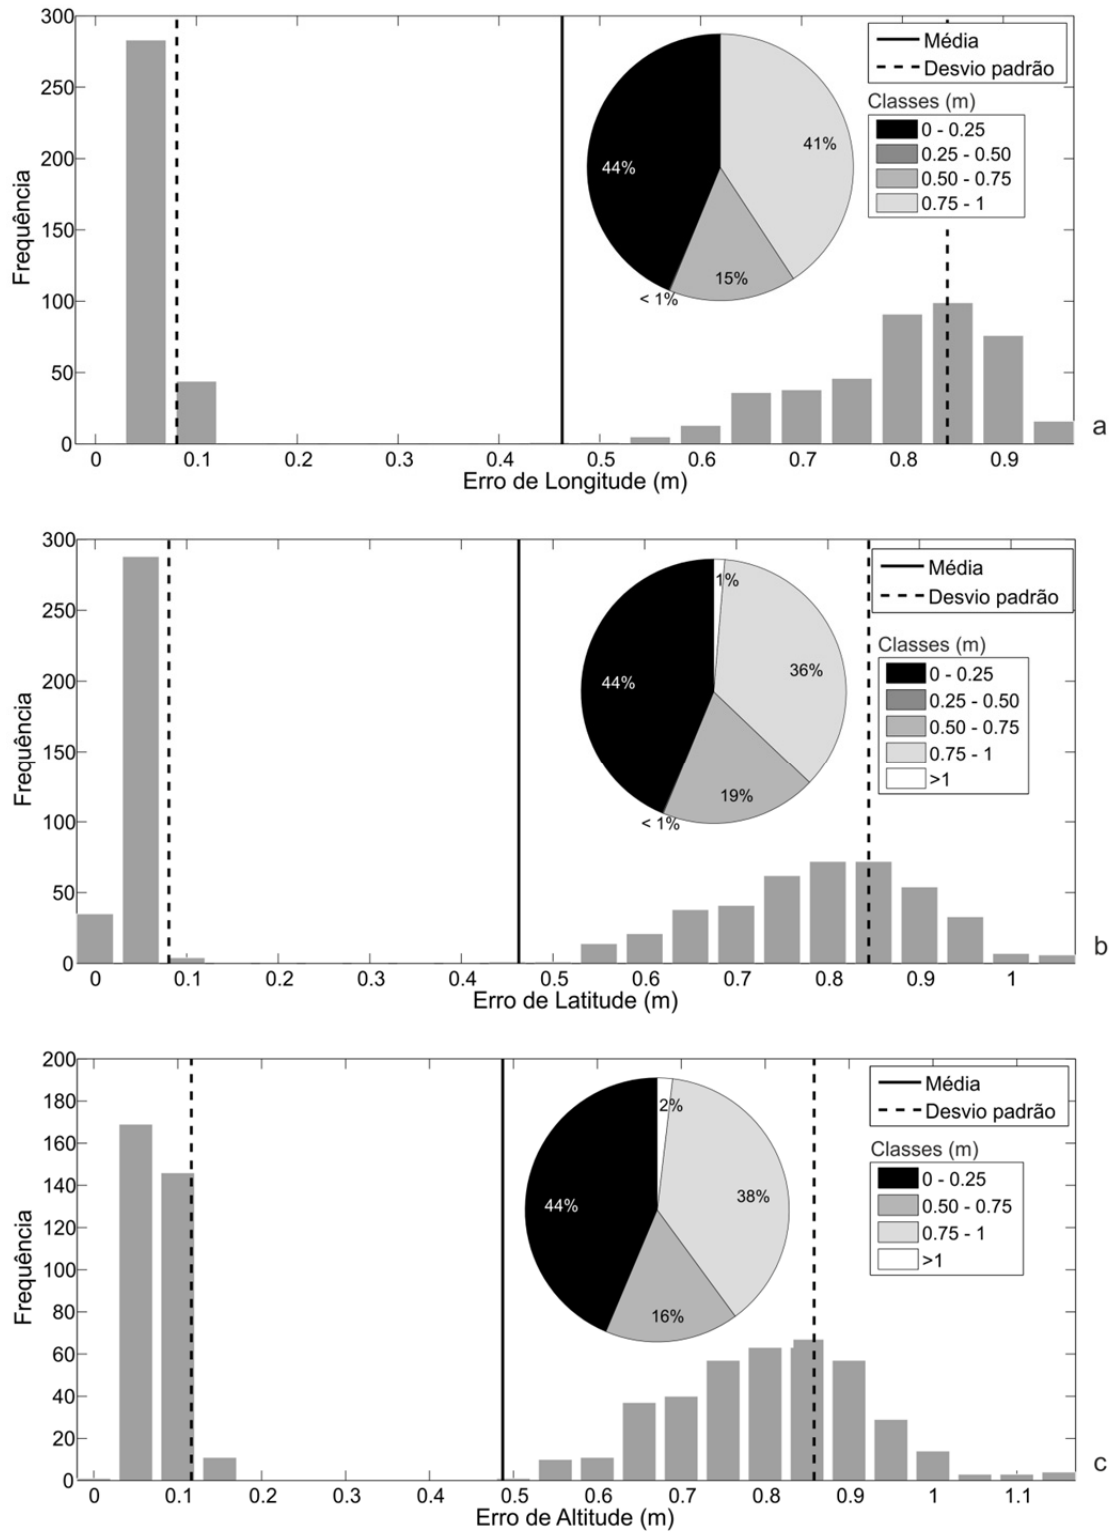 300
250
200
150
100
50
0
Frequência
Média
Desvio padrão
Classes (m)
0 - 0.25
0.25 - 0.50
0.50 - 0.75
0.75 - 1
41%
44%
15%
< 1%
0 0.1 0.2 0.3 0.4 0.5 0.6 0.7 0.8 0.9
Erro de Longitude (m)
a
300
250
200
150
100
50
0
Frequência
Média
Desvio padrão
Classes (m)
0 - 0.25
0.25 - 0.50
0.50 - 0.75
0.75 - 1
>1
1%
36%
44%
19%
< 1%
0 0.1 0.2 0.3 0.4 0.5 0.6 0.7 0.8 0.9 1
Erro de Latitude (m)
b
200
180
160
140
120
100
80
60
40
20
0
Frequência
Média
Desvio padrão
Classes (m)
0 - 0.25
0.50 - 0.75
0.75 - 1
>1
2%
38%
44%
16%
0 0.1 0.2 0.3 0.4 0.5 0.6 0.7 0.8 0.9 1 1.1
Erro de Altitude (m)
c